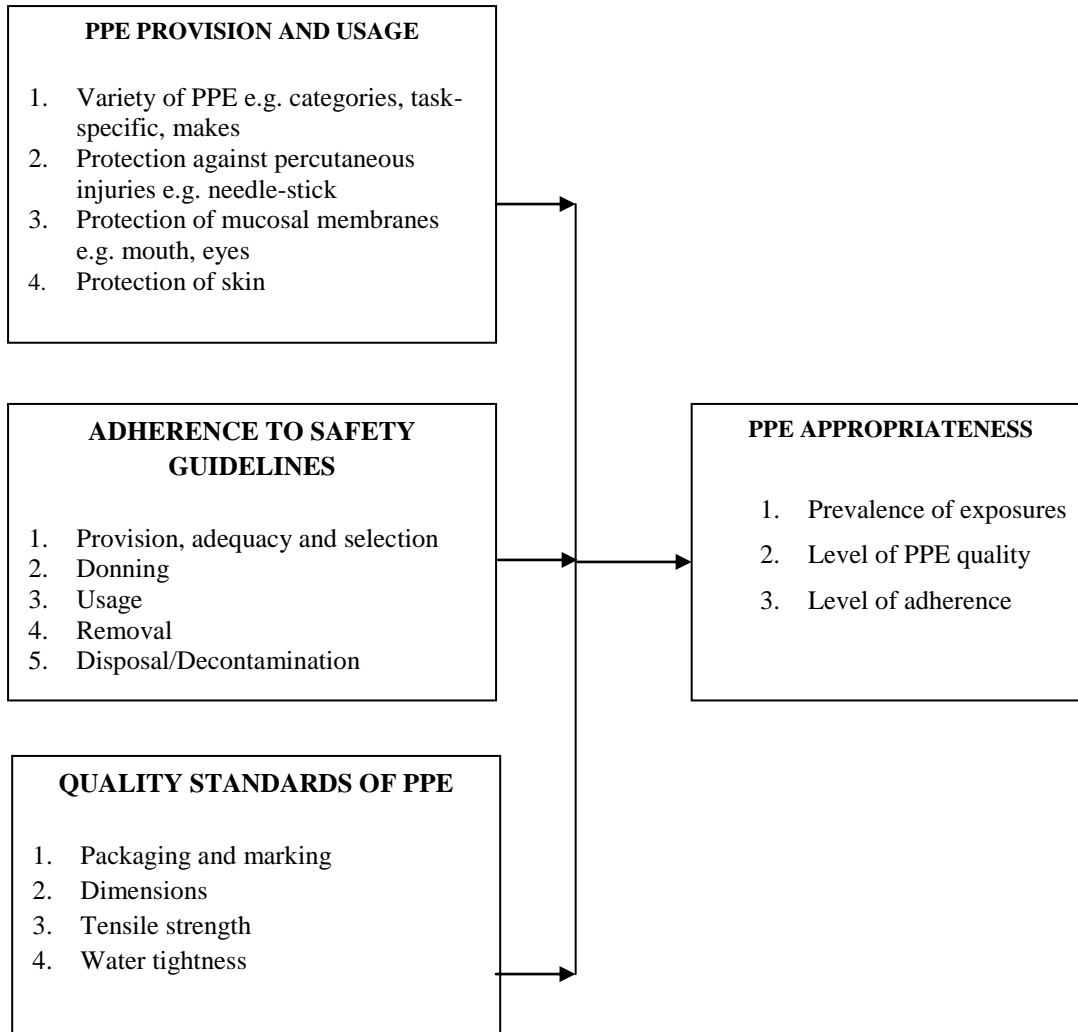 PPE PROVISION AND USAGE
1. Variety of PPE e.g. categories, task-
specific, makes
2. Protection against percutaneous
injuries e.g. needle-stick
3. Protection of mucosal membranes
e.g. mouth, eyes
4. Protection of skin
ADHERENCE TO SAFETY
GUIDELINES
1. Provision, adequacy and selection
2. Donning
3. Usage
4. Removal
5. Disposal/Decontamination
QUALITY STANDARDS OF PPE
1. Packaging and marking
2. Dimensions
3. Tensile strength
4. Water tightness
PPE APPROPRIATENESS
1. Prevalence of exposures
2. Level of PPE quality
3. Level of adherence